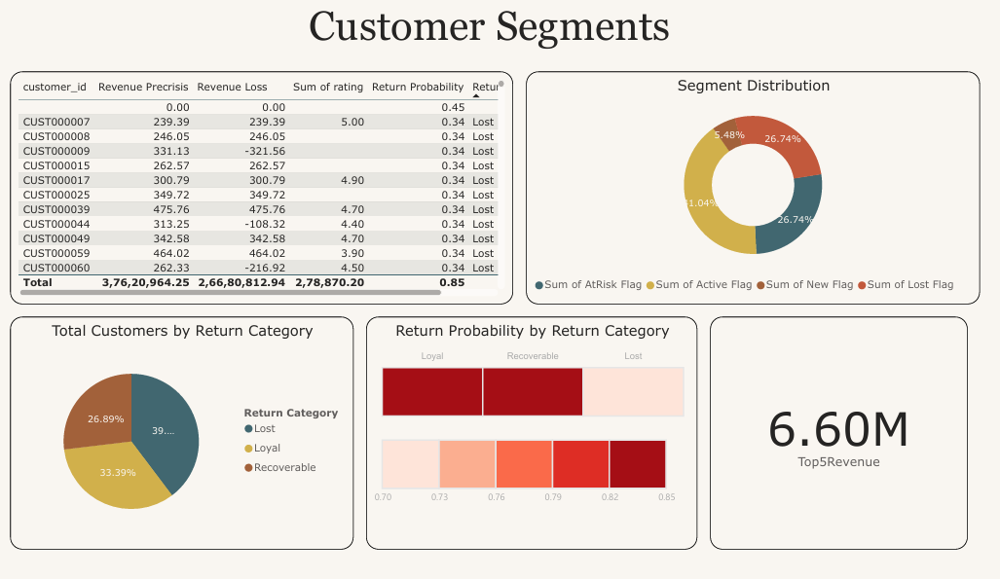 Customer Segments
customer_id Revenue Precrisis Revenue Loss Sum of rating Return Probability
0.00 0.00 0.45
CUST000007 239.39 239.39 5.00 0.34 Lost
CUST000008 246.05 246.05 0.34 Lost
CUST000009 331.13 -321.56 0.34 Lost
CUST000015 262.57 262.57 0.34 Lost
CUST000017 300.79 300.79 4.90 0.34 Lost
CUST000025 349.72 349.72 0.34 Lost
CUST000039 475.76 475.76 4.70 0.34 Lost
CUST000044 313.25 -108.32 4.40 0.34 Lost
CUST000049 342.58 342.58 4.70 0.34 Lost
CUST000059 464.02 464.02 3.90 0.34 Lost
CUST000060 262.33 -216.92 4.50 0.34 Lost
Total 3,76,20,964.25 2,66,80,812.94 2,78,870.20 0.85
Segment Distribution
5.48%
26.74%
26.74%
Sum of AtRisk Flag Sum of Active Flag Sum of New Flag Sum of Lost Flag
Total Customers by Return Category
26.89%
39....
33.39%
Return Category
Lost
Loyal
Recoverable
Return Probability by Return Category
Loyal Recoverable Lost
0.70 0.73 0.76 0.79 0.82 0.85
6.60M
Top5Revenue